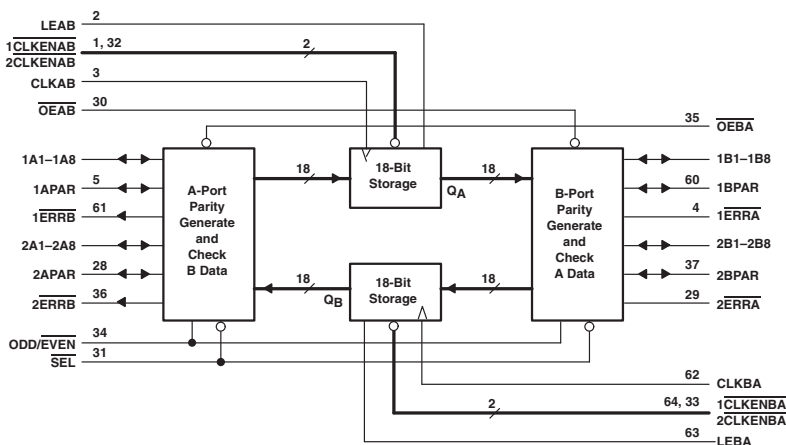 LEAB 2
1CLKENAB 1, 32 2
2CLKENAB
CLKAB 3
OEAB 30
35 OEBA
1A1–1A8
1APAR 5
1ERRB 61
2A1–2A8
2APAR 28
2ERRB 36
ODD/EVEN 34
SEL 31
A-Port
Parity
Generate
and
Check
B Data
18
18-Bit
Storage
QA
18
18
QB
18-Bit
Storage
18
B-Port
Parity
Generate
and
Check
A Data
1B1–1B8
60 1BPAR
4 1ERRA
2B1–2B8
37 2BPAR
29 2ERRA
62 CLKBA
2 64, 33 1CLKENBA
2CLKENBA
63 LEBA